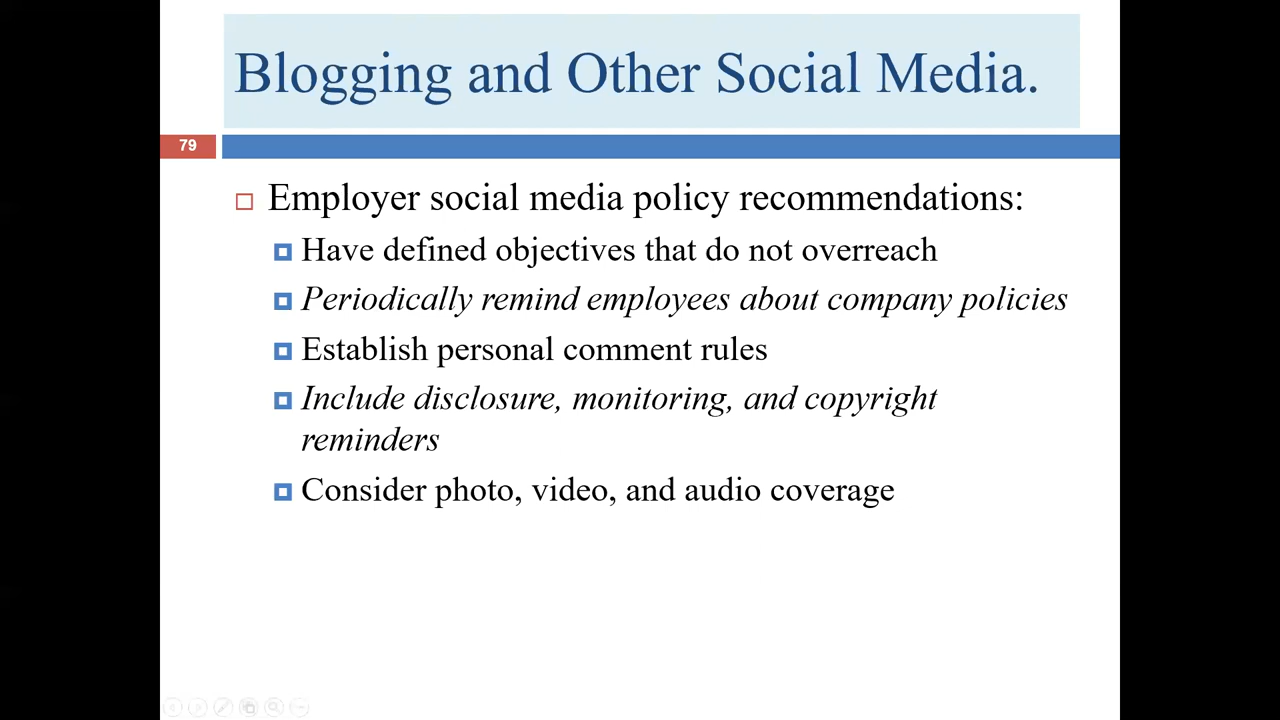 Blogging and Other Social Media.
79
Employer social media policy recommendations:
Have defined objectives that do not overreach
Periodically remind employees about company policies
Establish personal comment rules
Include disclosure, monitoring, and copyright
reminders
Consider photo, video, and audio coverage